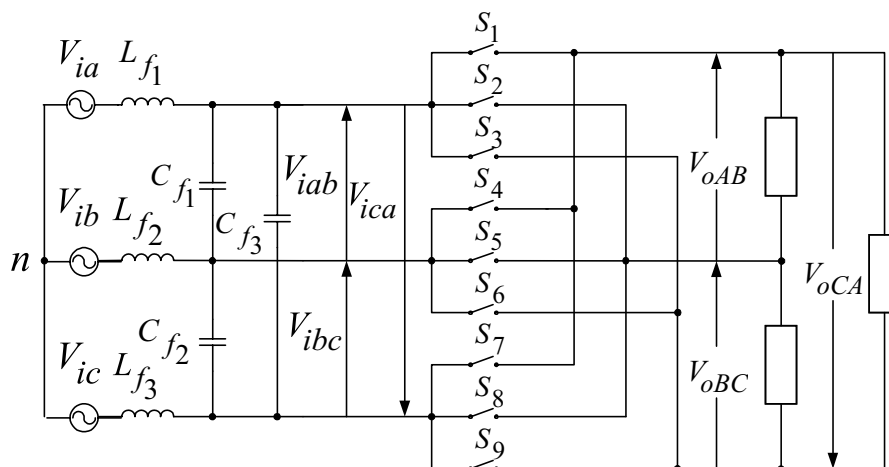 S1
Via Lf1
S2
S3
Cf1 Viab Vica VoAB
S4
Vib Lf2 Cf3
S5
n
VoCA
S6
Cf2 Vibc
S7
Vic Lf3 VoBC
S8
S9